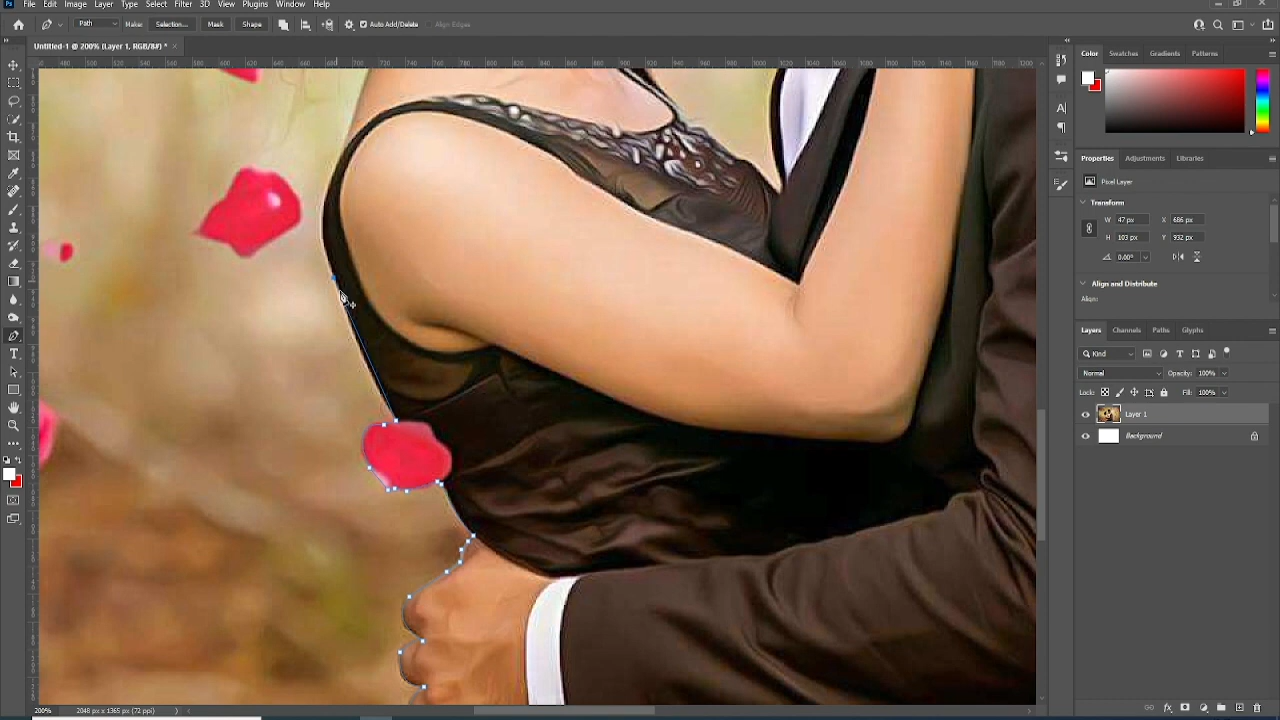 Ps File Edit Image Layer Type Select Filter 3D View Plugins Window Help
Path Make: Selection... Mask Shape Auto Add/Delete Align Edges
Untitled-1 @ 200% (Layer 1, RGB/8#) * ×
Color Swatches Gradients Patterns
Properties Adjustments Libraries
Pixel Layer
Transform
W 47 px X 686 px
H 103 px Y 932 px
0.00°
Align and Distribute
Align:
Layers Channels Paths Glyphs
Kind
Normal Opacity: 100%
Lock: Fill: 100%
Layer 1
Background
200% 2048 px x 1365 px (72 ppi)